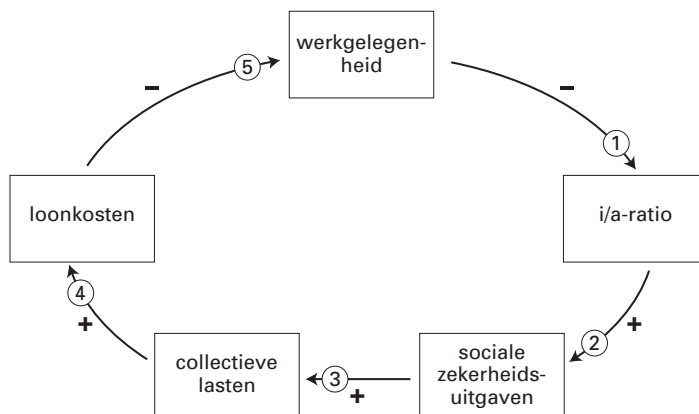 werkgelegen-
heid
–
5
–
1
loonkosten
i/a-ratio
4
+
2
+
collectieve
lasten
3
+
sociale
zekerheids-
uitgaven